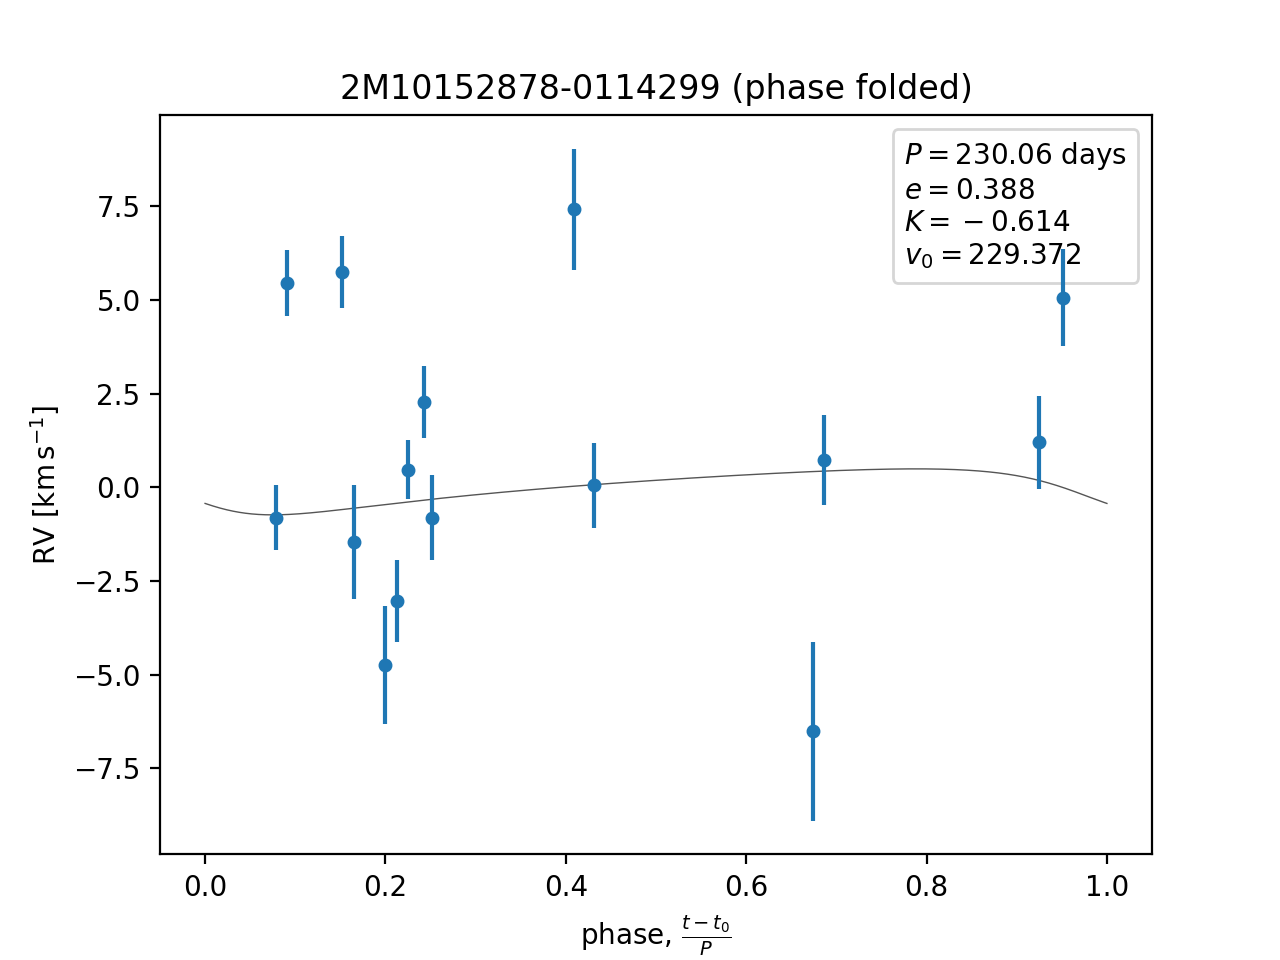 2M10152878-0114299 (phase folded)
P = 230.06 days
e = 0.388
K = −0.614
v₀ = 229.372
7.5
5.0
2.5
0.0
−2.5
−5.0
−7.5
RV [km s⁻¹]
0.0 0.2 0.4 0.6 0.8 1.0
phase, (t − t₀)/P